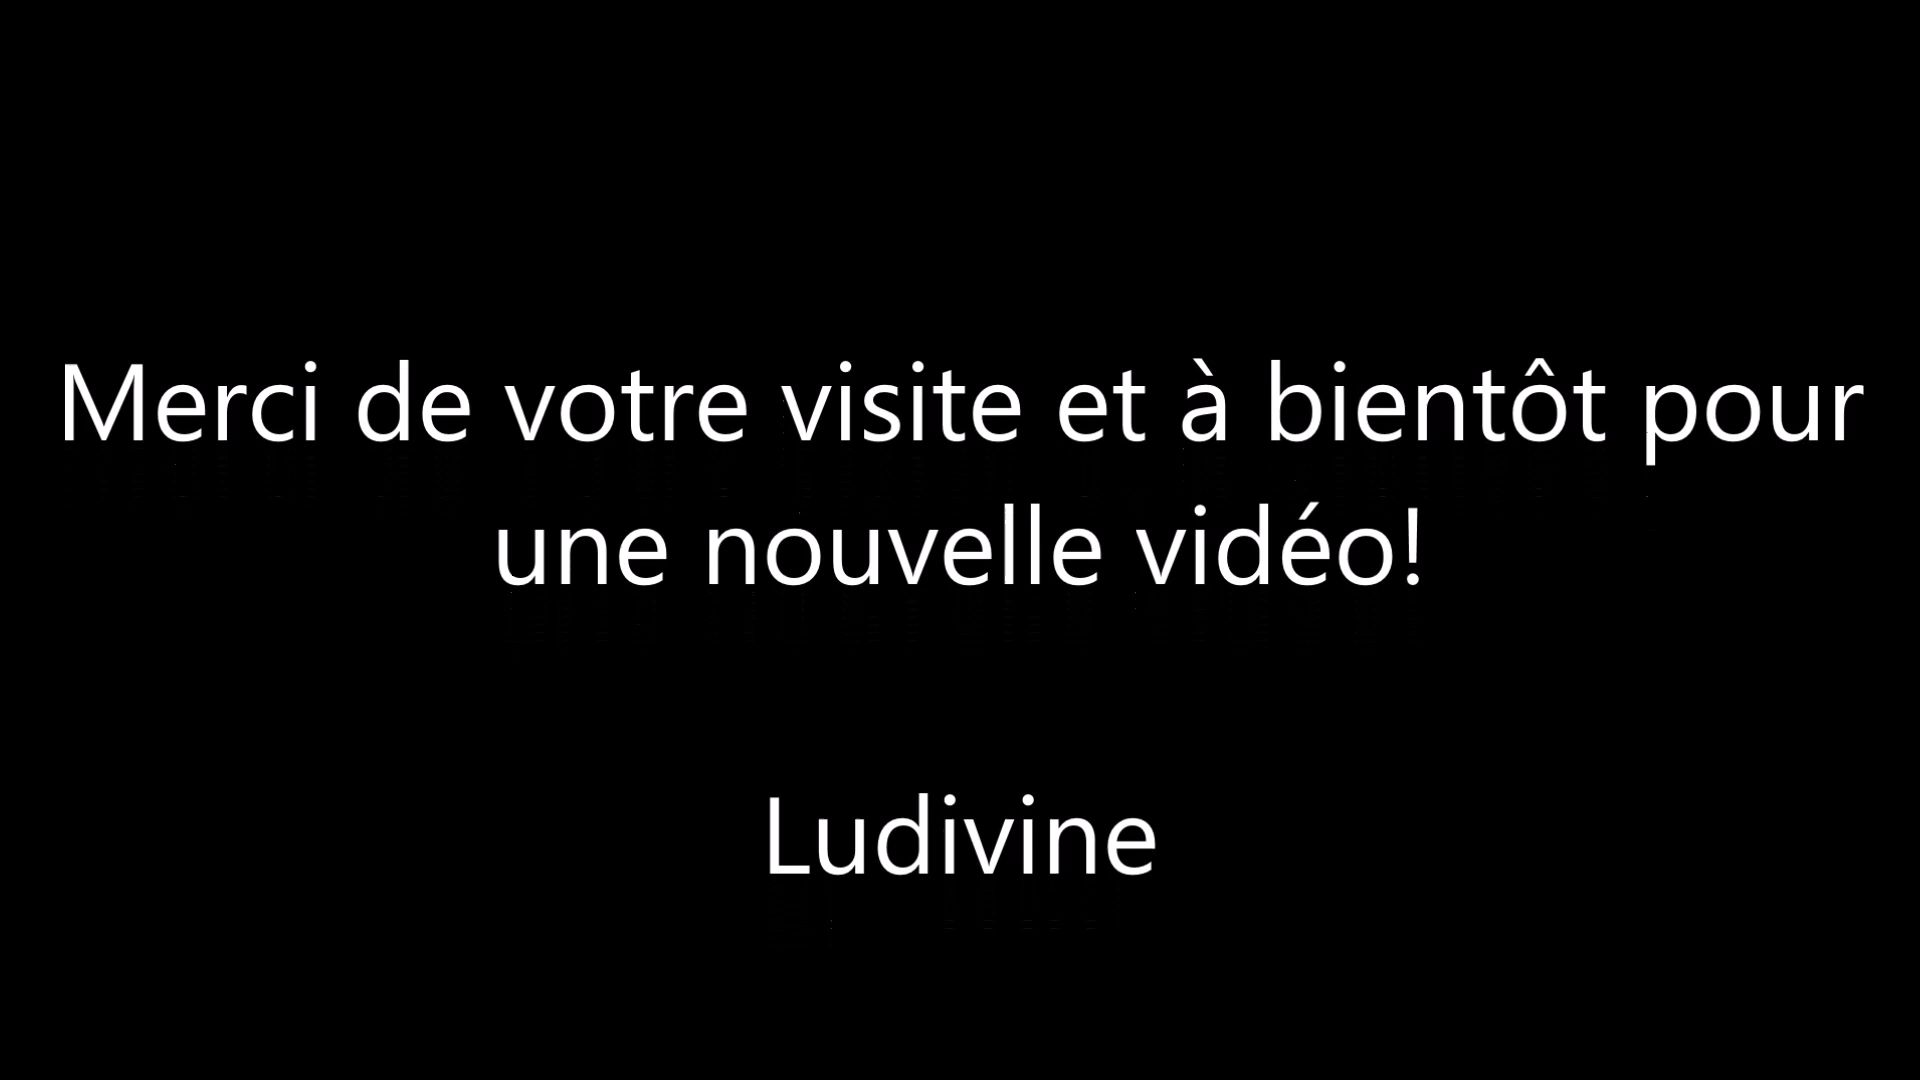 Merci de votre visite et à bientôt pour
une nouvelle vidéo!
Ludivine